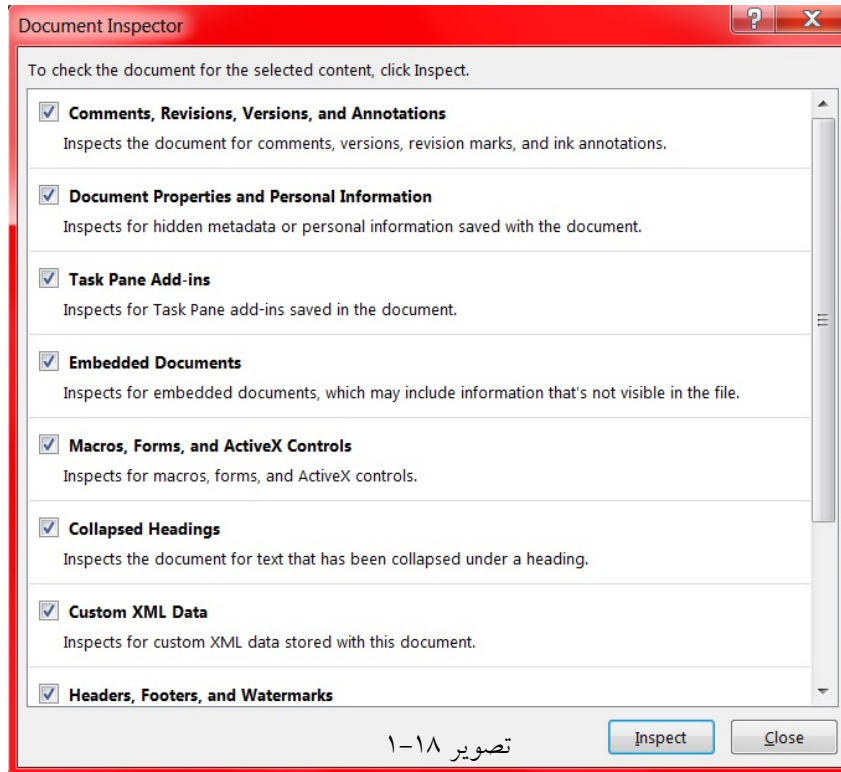 Document Inspector
To check the document for the selected content, click Inspect.
Comments, Revisions, Versions, and Annotations
Inspects the document for comments, versions, revision marks, and ink annotations.
Document Properties and Personal Information
Inspects for hidden metadata or personal information saved with the document.
Task Pane Add-ins
Inspects for Task Pane add-ins saved in the document.
Embedded Documents
Inspects for embedded documents, which may include information that's not visible in the file.
Macros, Forms, and ActiveX Controls
Inspects for macros, forms, and ActiveX controls.
Collapsed Headings
Inspects the document for text that has been collapsed under a heading.
Custom XML Data
Inspects for custom XML data stored with this document.
Headers, Footers, and Watermarks
تصویر ۱۸-۱
Inspect
Close